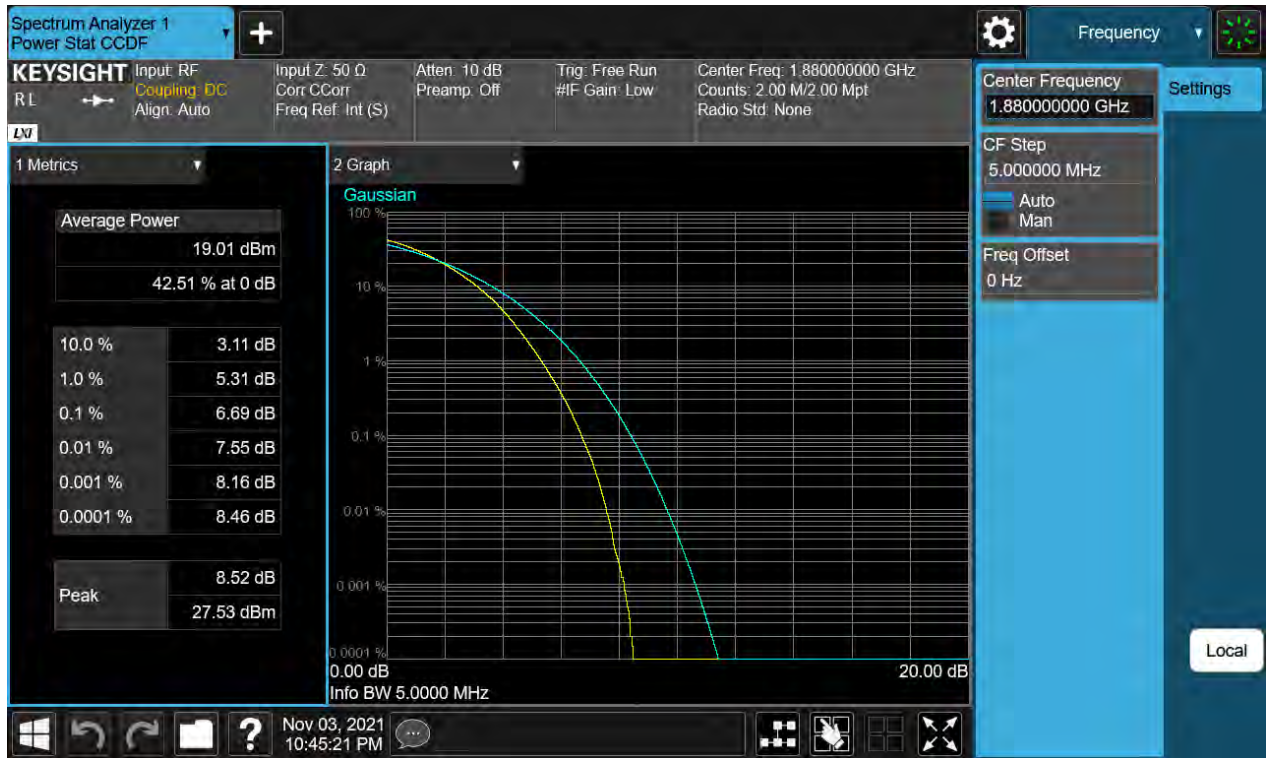 Spectrum Analyzer 1
Power Stat CCDF
+
Frequency
KEYSIGHT
RL
LXI
Input: RF
Coupling: DC
Align: Auto
Input Z: 50 Ω
Corr CCorr
Freq Ref: Int (S)
Atten: 10 dB
Preamp: Off
Trig: Free Run
#IF Gain: Low
Center Freq: 1.880000000 GHz
Counts: 2.00 M/2.00 Mpt
Radio Std: None
Center Frequency
1.880000000 GHz
Settings
CF Step
5.000000 MHz
Auto
Man
Freq Offset
0 Hz
1 Metrics
Average Power
19.01 dBm
42.51 % at 0 dB
10.0 % 3.11 dB
1.0 % 5.31 dB
0.1 % 6.69 dB
0.01 % 7.55 dB
0.001 % 8.16 dB
0.0001 % 8.46 dB
Peak
8.52 dB
27.53 dBm
2 Graph
Gaussian
100 %
10 %
1 %
0.1 %
0.01 %
0.001 %
0.0001 %
0.00 dB
20.00 dB
Info BW 5.0000 MHz
Local
?
Nov 03, 2021
10:45:21 PM